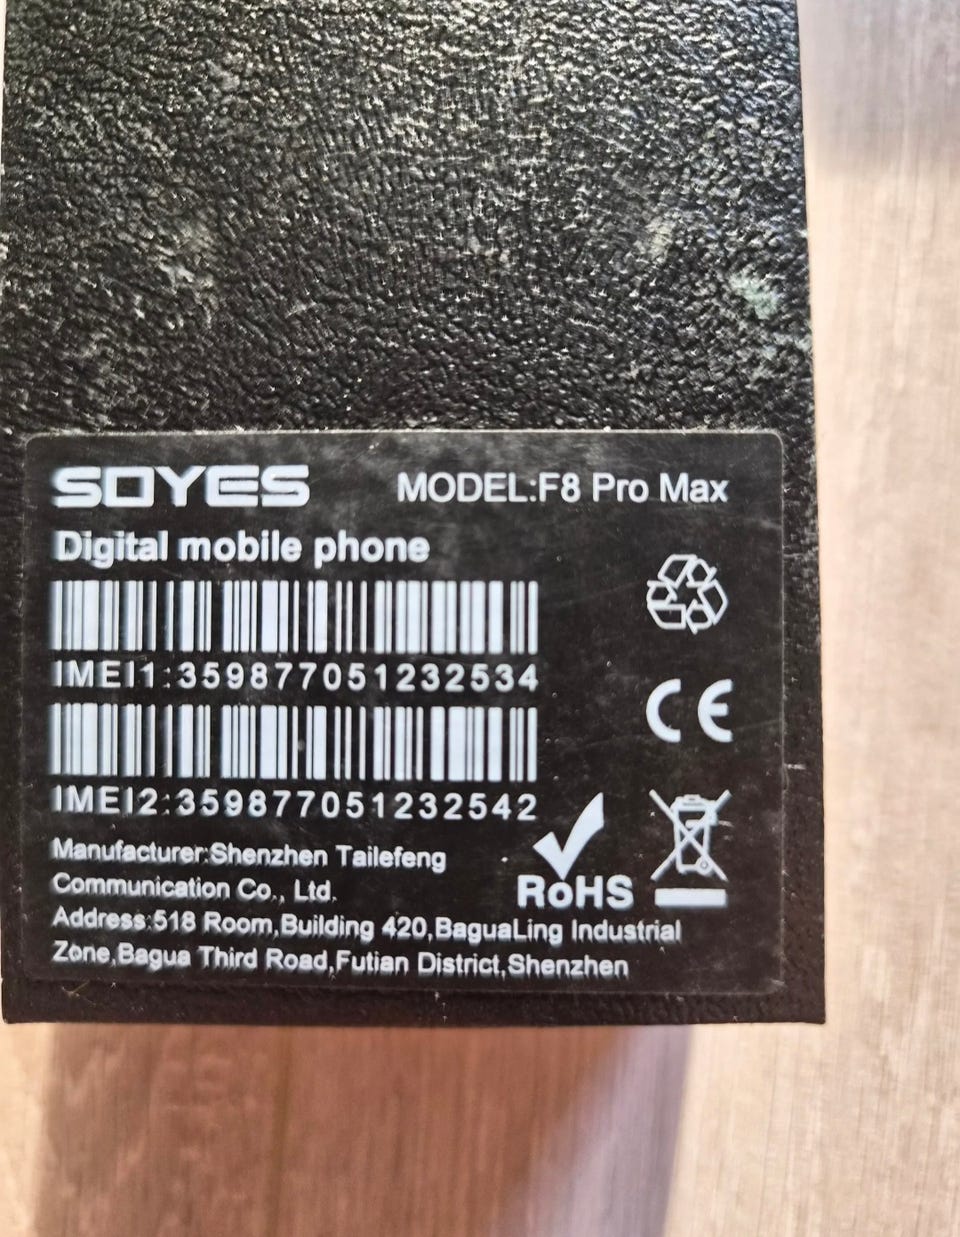 SOYES MODEL:F8 Pro Max
Digital mobile phone
IMEI1:359877051232534
IMEI2:359877051232542
Manufacturer:Shenzhen Tailefeng
Communication Co., Ltd.
RoHS
Address:518 Room,Building 420,BaguaLing Industrial
Zone,Bagua Third Road,Futian District,Shenzhen
CE